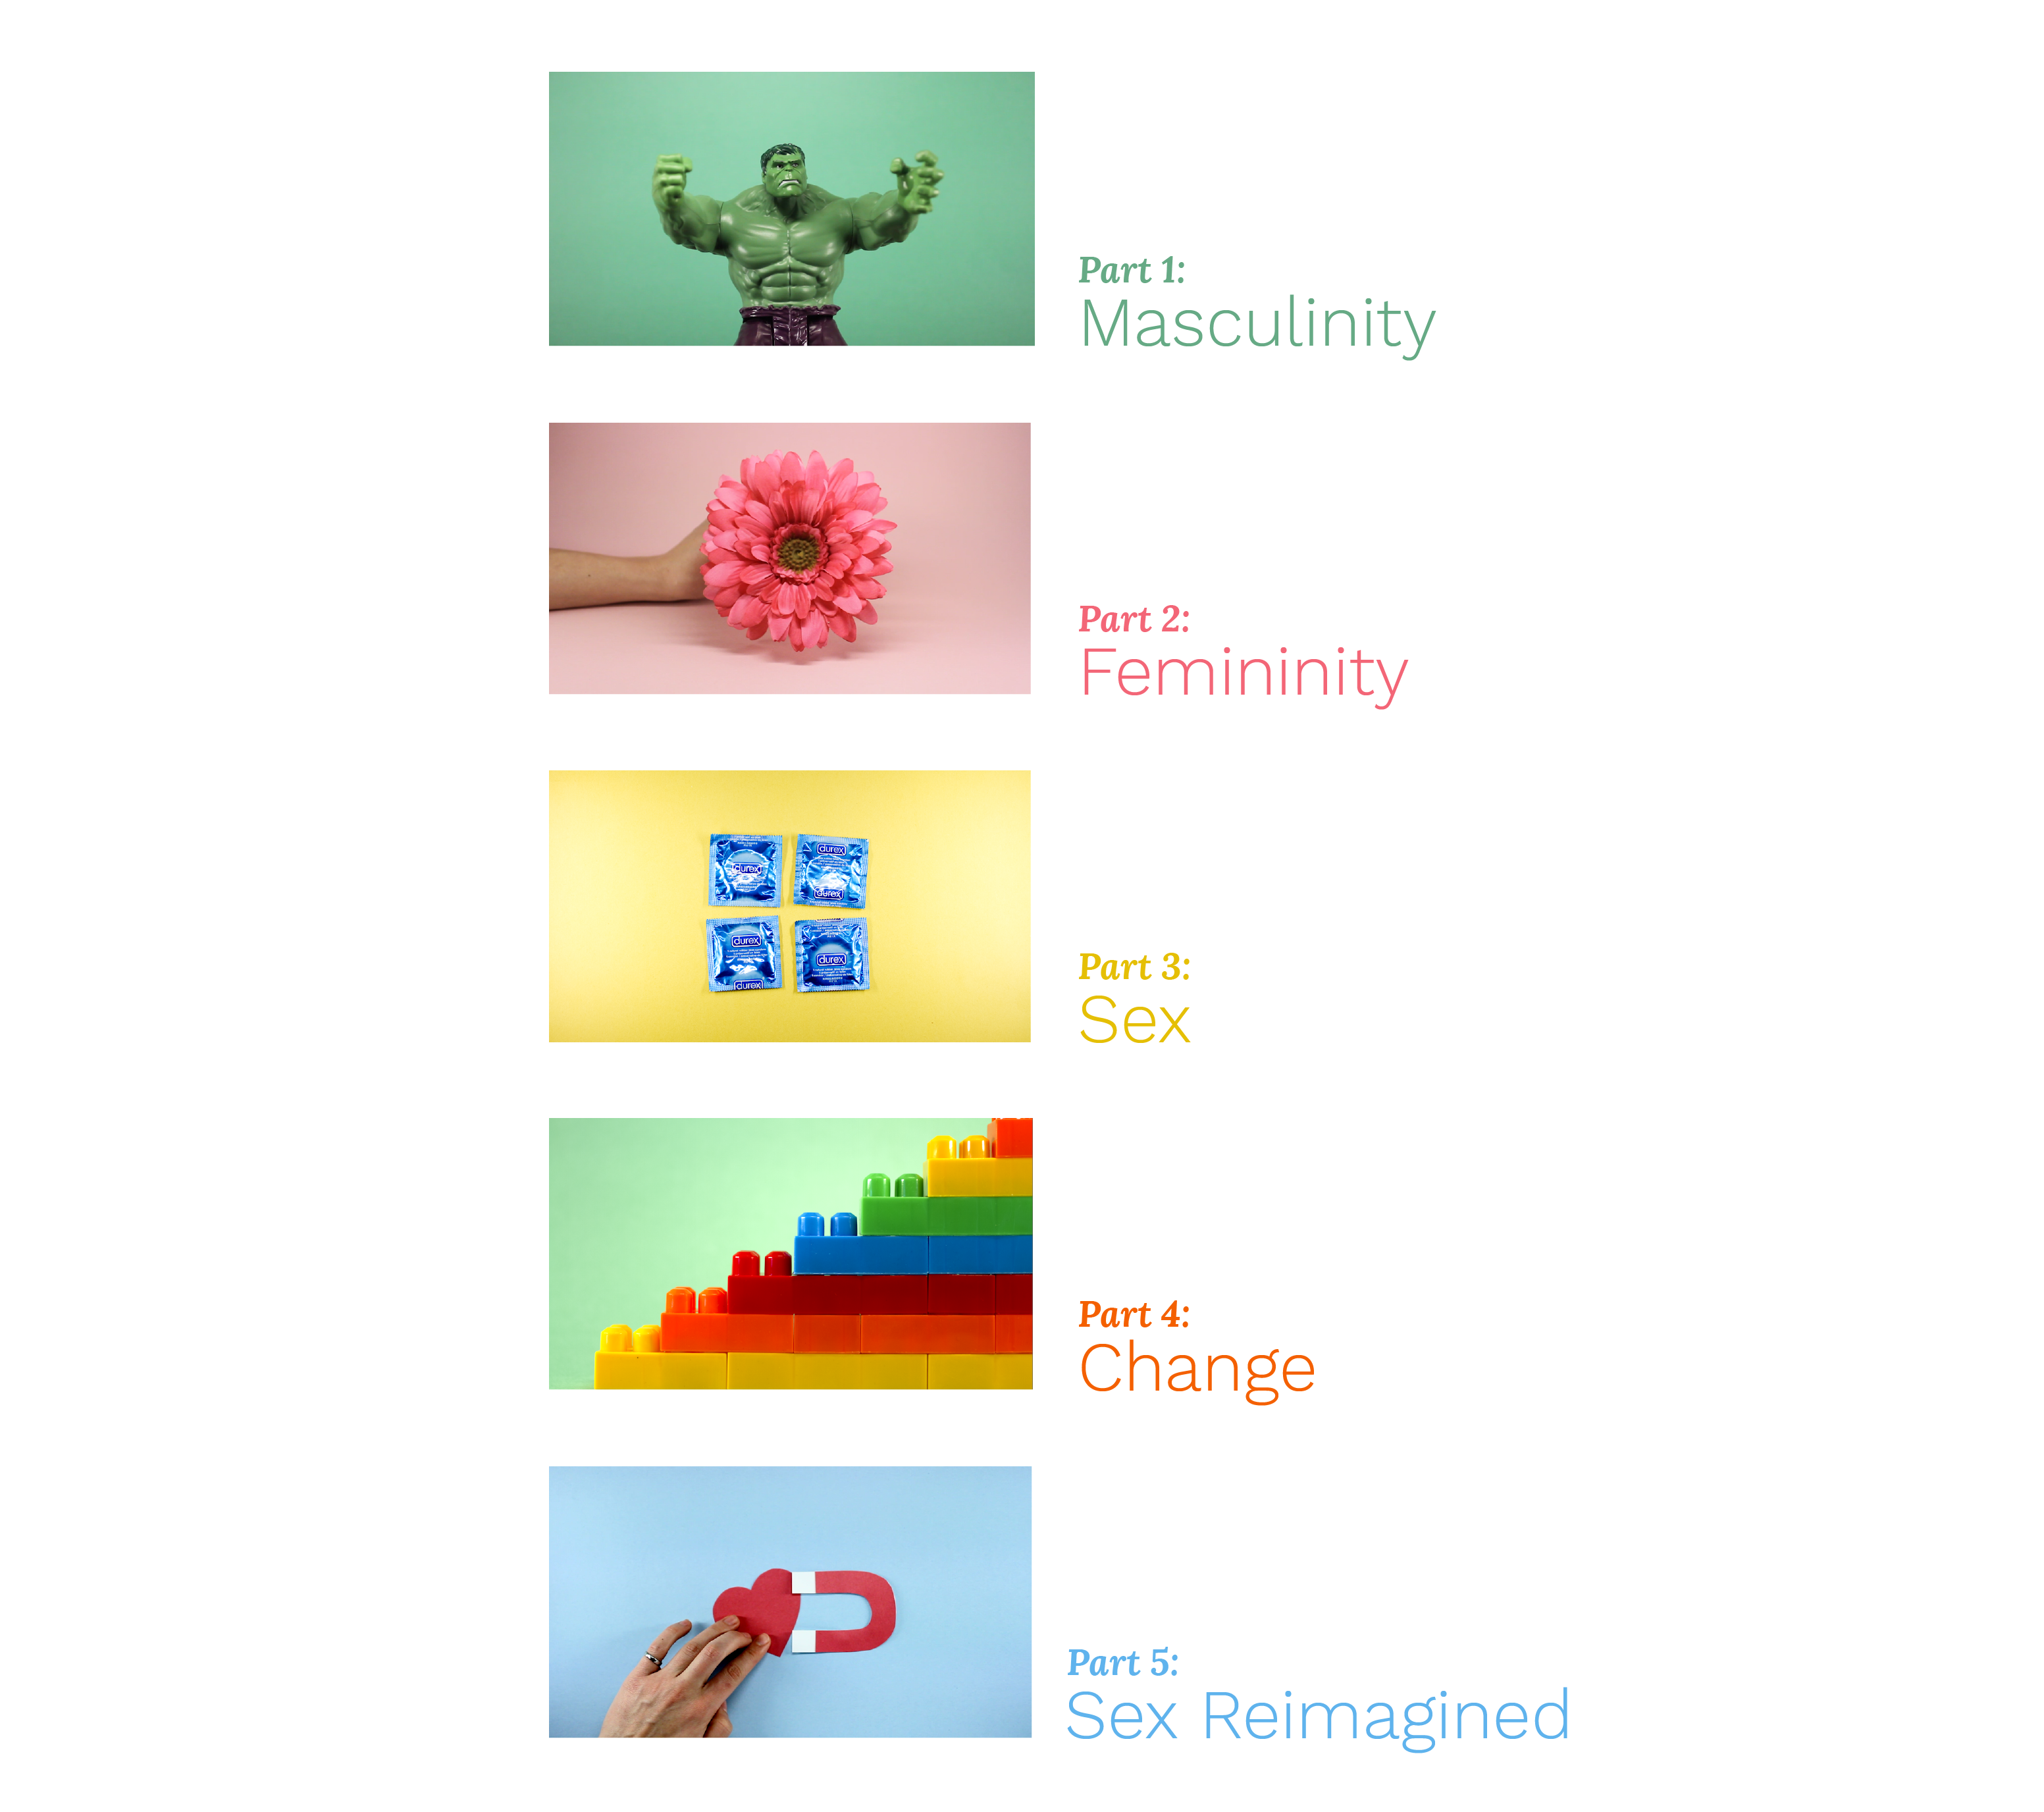 Part 1:
Masculinity
Part 2:
Femininity
durex
durex
durex
durex
durex
durex
durex
Part 3:
Sex
Part 4:
Change
Part 5:
Sex Reimagined